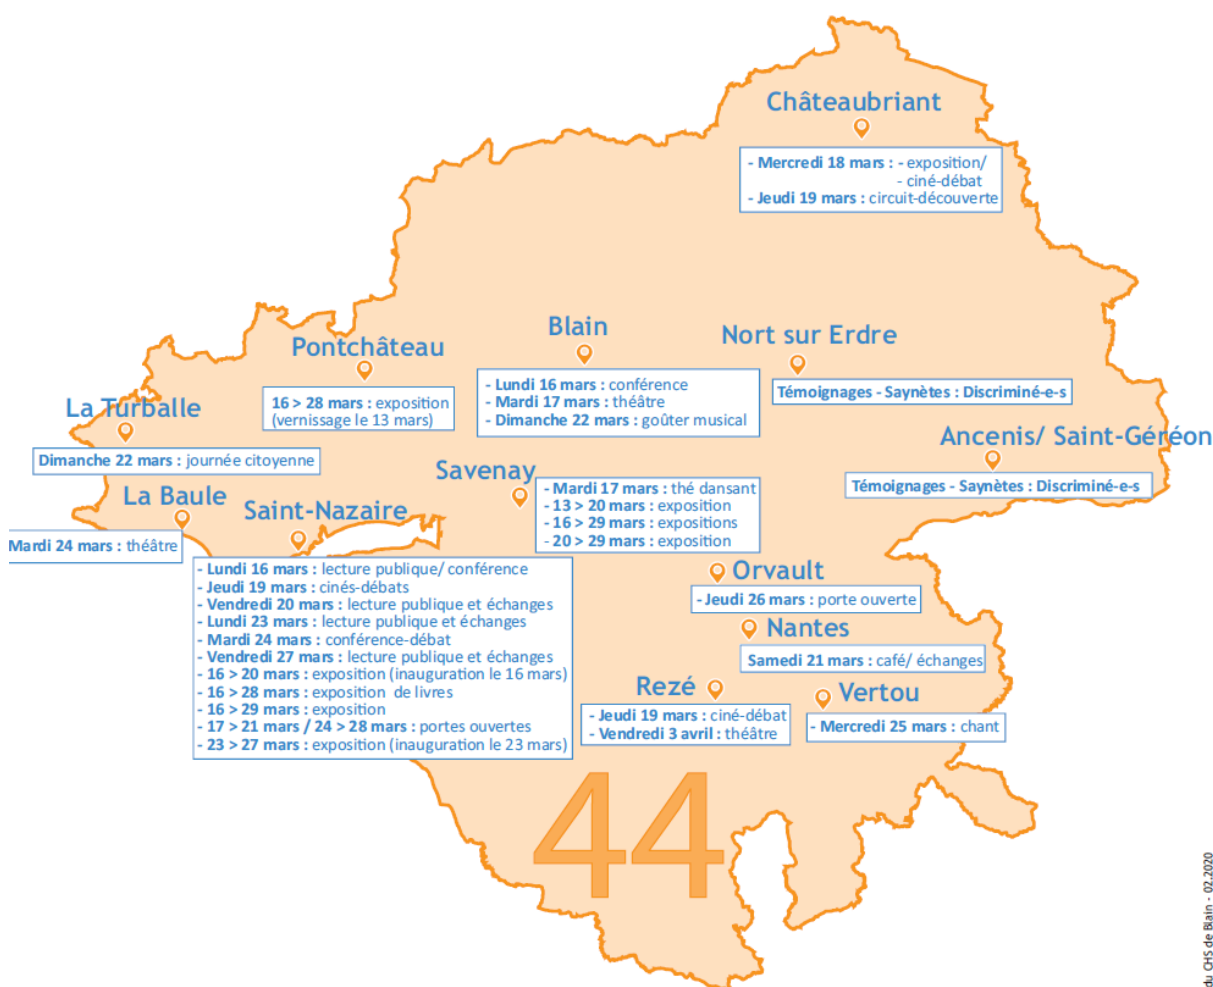 Châteaubriant
- Mercredi 18 mars : - exposition/
- ciné-débat
- Jeudi 19 mars : circuit-découverte
Blain
- Lundi 16 mars : conférence
- Mardi 17 mars : théâtre
- Dimanche 22 mars : goûter musical
Nort sur Erdre
Témoignages - Saynètes : Discriminé-e-s
Pontchâteau
16 > 28 mars : exposition
(vernissage le 13 mars)
La Turballe
Dimanche 22 mars : journée citoyenne
Ancenis/ Saint-Géréon
Témoignages - Saynètes : Discriminé-e-s
Savenay
- Mardi 17 mars : thé dansant
- 13 > 20 mars : exposition
- 16 > 29 mars : expositions
- 20 > 29 mars : exposition
La Baule
Mardi 24 mars : théâtre
Saint-Nazaire
- Lundi 16 mars : lecture publique/ conférence
- Jeudi 19 mars : cinés-débats
- Vendredi 20 mars : lecture publique et échanges
- Lundi 23 mars : lecture publique et échanges
- Mardi 24 mars : conférence-débat
- Vendredi 27 mars : lecture publique et échanges
- 16 > 20 mars : exposition (inauguration le 16 mars)
- 16 > 28 mars : exposition de livres
- 16 > 29 mars : exposition
- 17 > 21 mars / 24 > 28 mars : portes ouvertes
- 23 > 27 mars : exposition (inauguration le 23 mars)
Orvault
- Jeudi 26 mars : porte ouverte
Nantes
Samedi 21 mars : café/ échanges
Rezé
- Jeudi 19 mars : ciné-débat
- Vendredi 3 avril : théâtre
Vertou
- Mercredi 25 mars : chant
44
du CHS de Blain - 02.2020